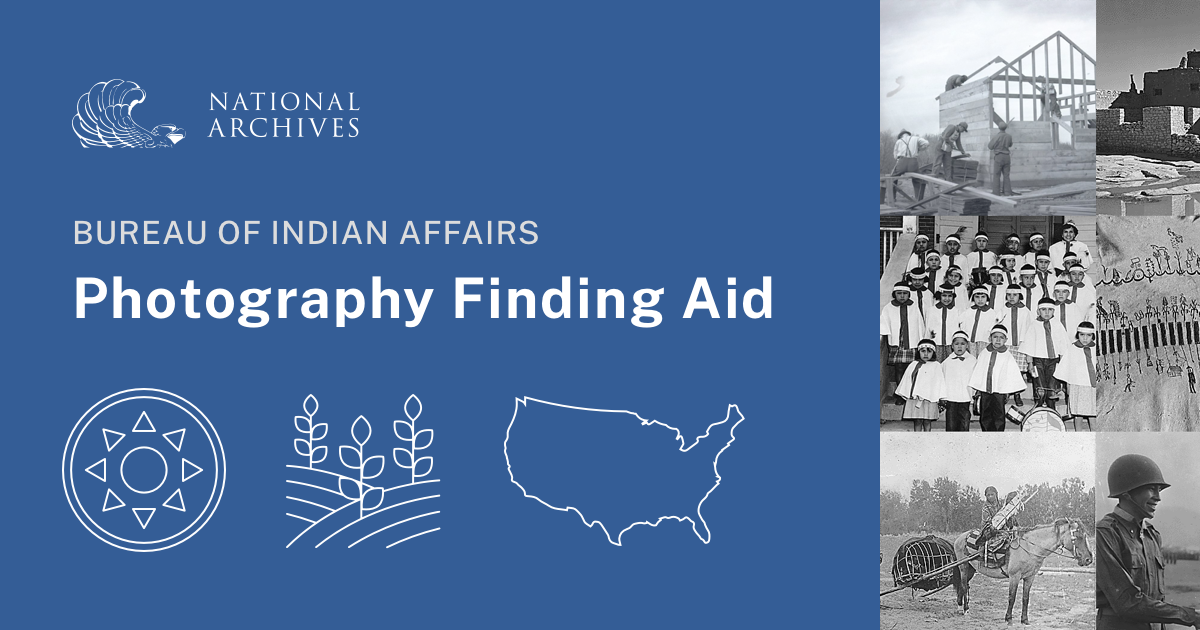 NATIONAL
ARCHIVES
BUREAU OF INDIAN AFFAIRS
Photography Finding Aid